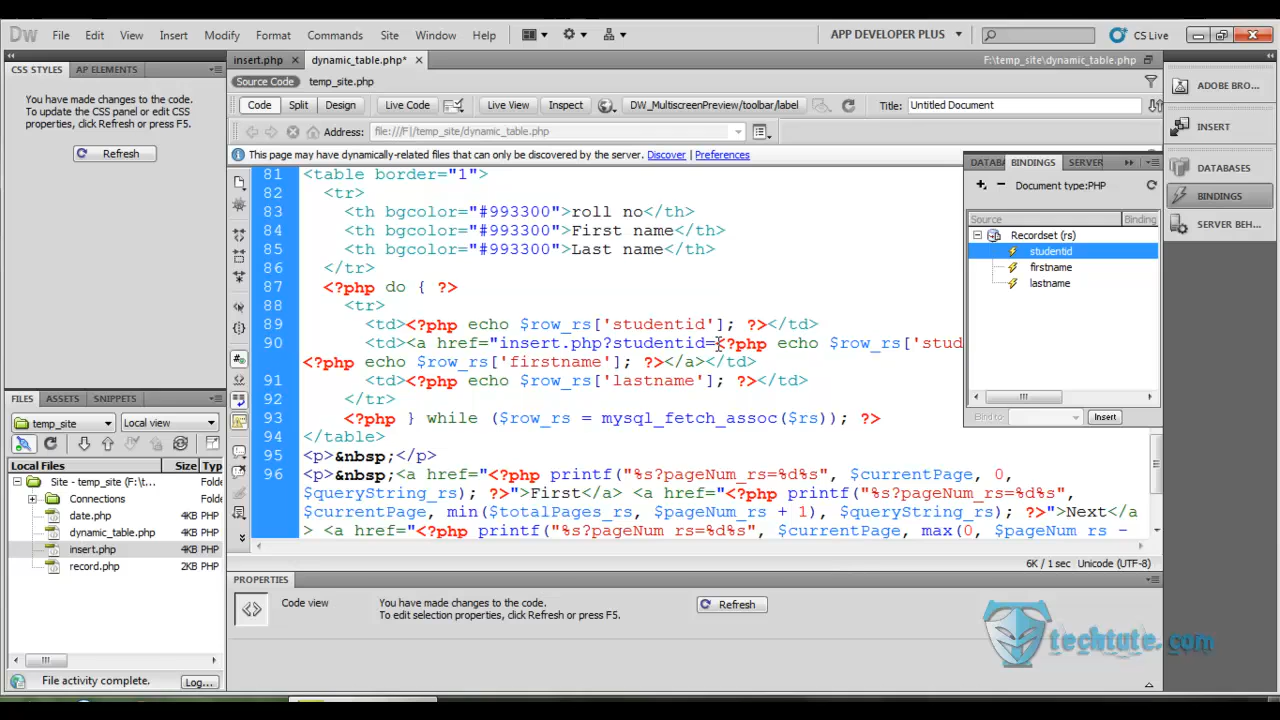 Dw File Edit View Insert Modify Format Commands Site Window Help APP DEVELOPER PLUS CS Live
CSS STYLES AP ELEMENTS
You have made changes to the code.
To update the CSS panel or edit CSS
properties, click Refresh or press F5.
Refresh
insert.php dynamic_table.php* F:\temp_site\dynamic_table.php
Source Code temp_site.php
Code Split Design Live Code Live View Inspect DW_MultiscreenPreview/toolbar/label Title: Untitled Document
Address: file:///F|/temp_site/dynamic_table.php
This page may have dynamically-related files that can only be discovered by the server. Discover Preferences
81 <table border="1">
82 <tr>
83 <th bgcolor="#993300">roll no</th>
84 <th bgcolor="#993300">First name</th>
85 <th bgcolor="#993300">Last name</th>
86 </tr>
87 <?php do { ?>
88 <tr>
89 <td><?php echo $row_rs['studentid']; ?></td>
90 <td><a href="insert.php?studentid=<?php echo $row_rs['stud
<?php echo $row_rs['firstname']; ?></a></td>
91 <td><?php echo $row_rs['lastname']; ?></td>
92 </tr>
93 <?php } while ($row_rs = mysql_fetch_assoc($rs)); ?>
94 </table>
95 <p>&nbsp;</p>
96 <p>&nbsp;<a href="<?php printf("%s?pageNum_rs=%d%s", $currentPage, 0,
$queryString_rs); ?>">First</a> <a href="<?php printf("%s?pageNum_rs=%d%s",
$currentPage, min($totalPages_rs, $pageNum_rs + 1), $queryString_rs); ?>">Next</a
> <a href="<?php printf("%s?pageNum_rs=%d%s", $currentPage, max(0, $pageNum_rs -
6K / 1 sec Unicode (UTF-8)
DATABA BINDINGS SERVER
Document type:PHP
Source Binding
Recordset (rs)
studentid
firstname
lastname
Bind to: Insert
ADOBE BRO...
INSERT
DATABASES
BINDINGS
SERVER BEH...
FILES ASSETS SNIPPETS
temp_site Local view
Local Files Size Typ
Site - temp_site (F:\t...
Connections
date.php 4KB PHP
dynamic_table.php 4KB PHP
insert.php 4KB PHP
record.php 2KB PHP
File activity complete. Log...
PROPERTIES
Code view
You have made changes to the code.
To edit selection properties, click Refresh or press F5.
Refresh
techtute.com